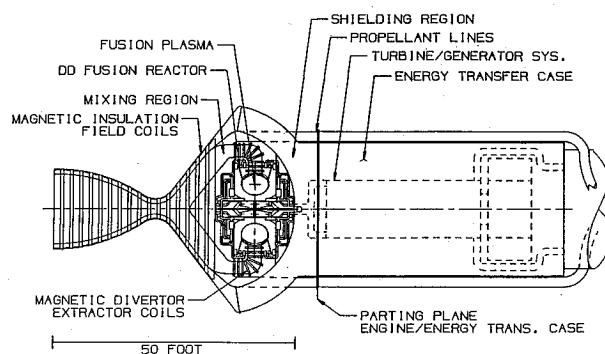 SHIELDING REGION
FUSION PLASMA
PROPELLANT LINES
TURBINE/GENERATOR SYS.
DD FUSION REACTOR
ENERGY TRANSFER CASE
MIXING REGION
MAGNETIC INSULATION
FIELD COILS
MAGNETIC DIVERTOR
EXTRACTOR COILS
PARTING PLANE
ENGINE/ENERGY TRANS. CASE
50 FOOT